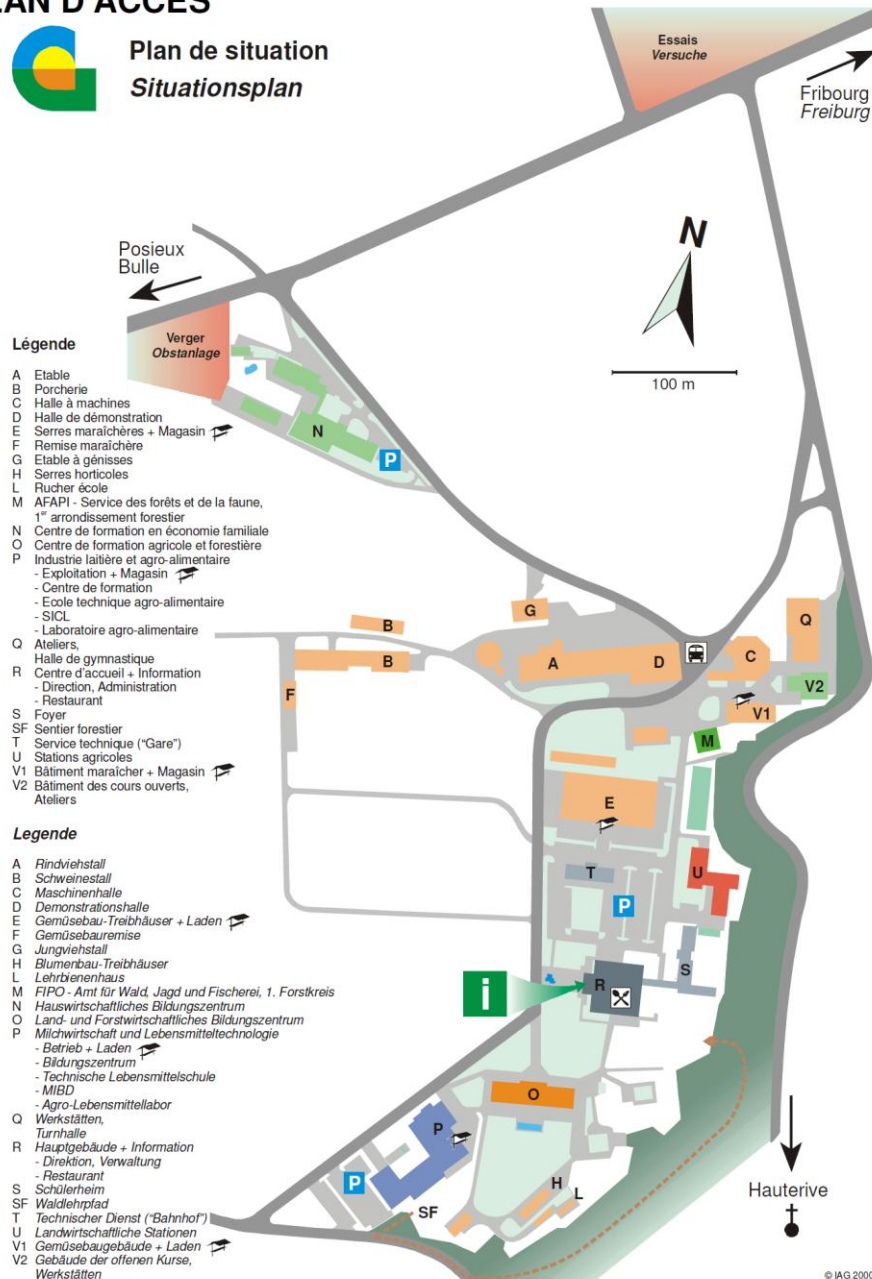 PLAN D'ACCÈS
Plan de situation
Situationsplan
Essais
Versuche
Fribourg
Freiburg
N
100 m
Posieux
Bulle
Verger
Obstanlage
N
P
Légende
A Etable
B Porcherie
C Halle à machines
D Halle de démonstration
E Serres maraîchères + Magasin
F Remise maraîchère
G Etable à génisses
H Serres horticoles
L Rucher école
M AFAPI - Service des forêts et de la faune,
1er arrondissement forestier
N Centre de formation en économie familiale
O Centre de formation agricole et forestière
P Industrie laitière et agro-alimentaire
- Exploitation + Magasin
- Centre de formation
- Ecole technique agro-alimentaire
- SICL
- Laboratoire agro-alimentaire
Q Ateliers,
Halle de gymnastique
R Centre d'accueil + Information
- Direction, Administration
- Restaurant
S Foyer
SF Sentier forestier
T Service technique ("Gare")
U Stations agricoles
V1 Bâtiment maraîcher + Magasin
V2 Bâtiment des cours ouverts,
Ateliers
Legende
A Rindviehstall
B Schweinestall
C Maschinenhalle
D Demonstrationshalle
E Gemüsebau-Treibhäuser + Laden
F Gemüsebauremise
G Jungviehstall
H Blumenbau-Treibhäuser
L Lehrbienenhaus
M FIPO - Amt für Wald, Jagd und Fischerei, 1. Forstkreis
N Hauswirtschaftliches Bildungszentrum
O Land- und Forstwirtschaftliches Bildungszentrum
P Milchwirtschaft und Lebensmitteltechnologie
- Betrieb + Laden
- Bildungszentrum
- Technische Lebensmittelschule
- MIBD
- Agro-Lebensmittellabor
Q Werkstätten,
Turnhalle
R Hauptgebäude + Information
- Direktion, Verwaltung
- Restaurant
S Schülerheim
SF Waldlehrpfad
T Technischer Dienst ("Bahnhof")
U Landwirtschaftliche Stationen
V1 Gemüsebaugebäude + Laden
V2 Gebäude der offenen Kurse,
Werkstätten
G
B
B
F
A
D
C
Q
V2
V1
M
E
T
P
U
S
i
R
O
P
P
H
L
SF
Hauterive
© IAG 2000